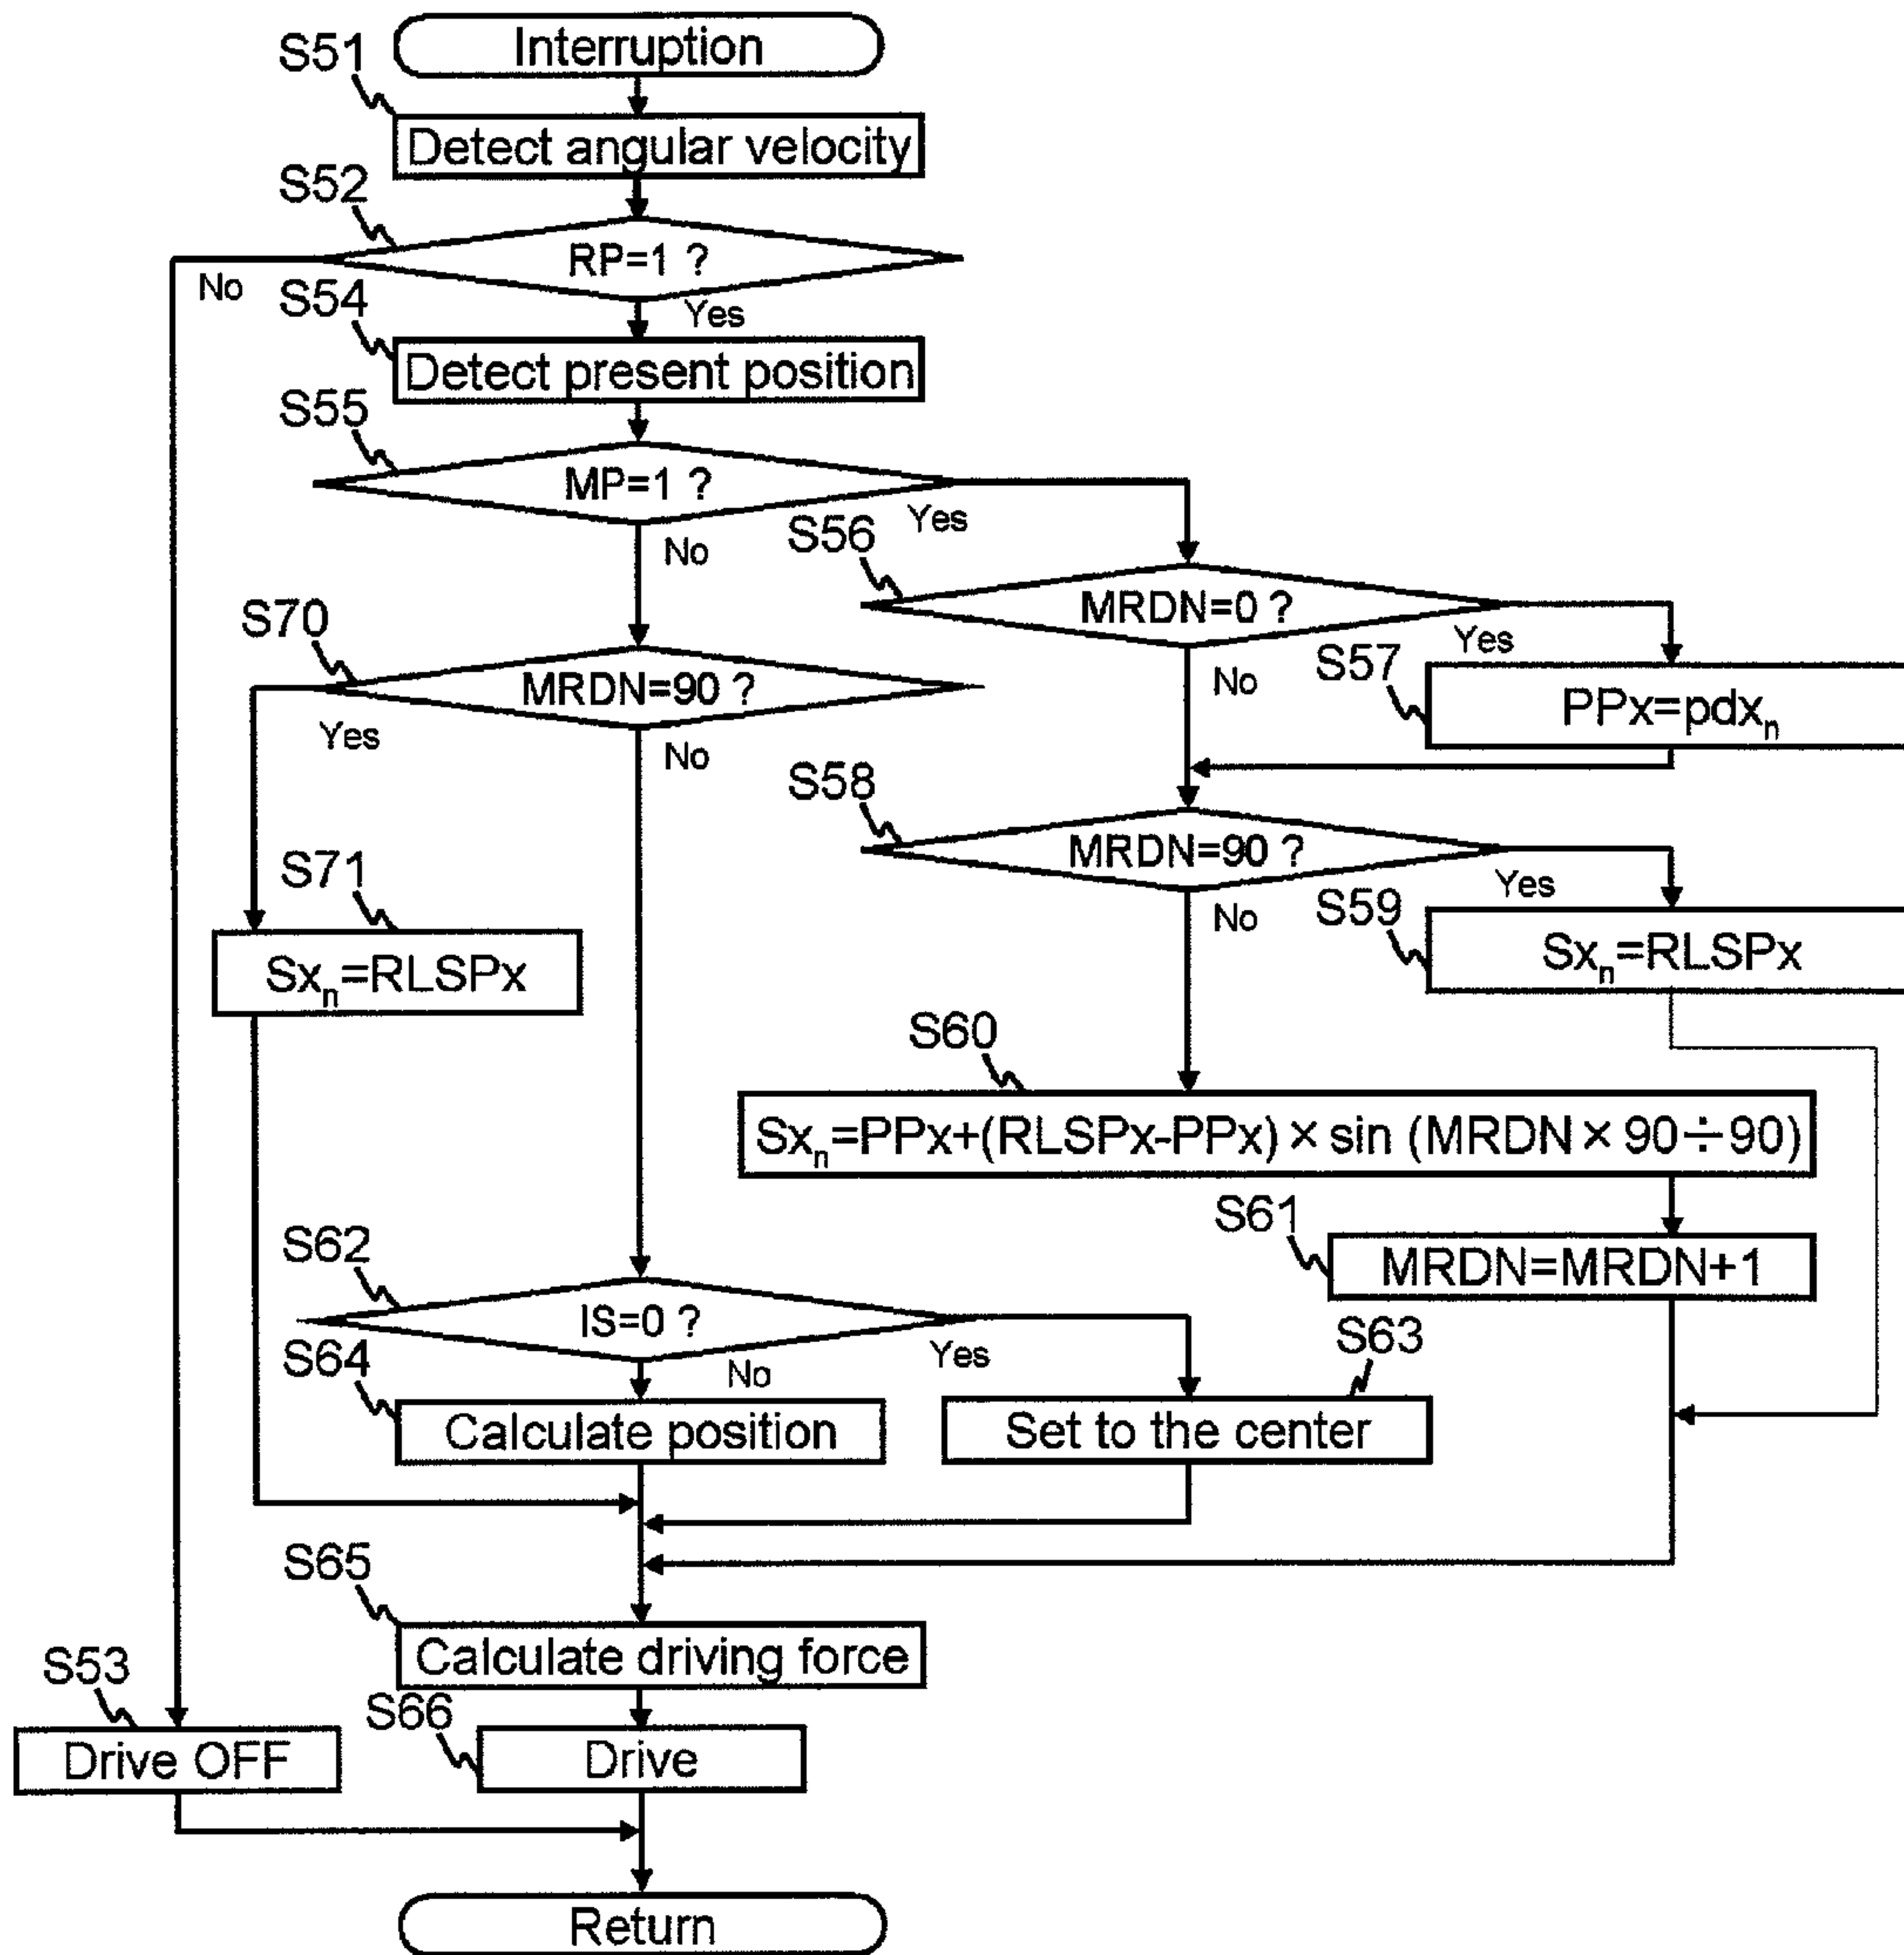 Interruption
S51
Detect angular velocity
S52
RP=1 ?
No
Yes
S54
Detect present position
S55
MP=1 ?
Yes
No
S56
MRDN=0 ?
Yes
No
S57
PPx=pdxn
S70
MRDN=90 ?
Yes
No
S58
MRDN=90 ?
Yes
No
S59
Sxn=RLSPx
S71
Sxn=RLSPx
S60
Sxn=PPx+(RLSPx-PPx)×sin (MRDN×90÷90)
S61
MRDN=MRDN+1
S62
IS=0 ?
Yes
No
S63
Set to the center
S64
Calculate position
S65
Calculate driving force
S53
Drive OFF
S66
Drive
Return